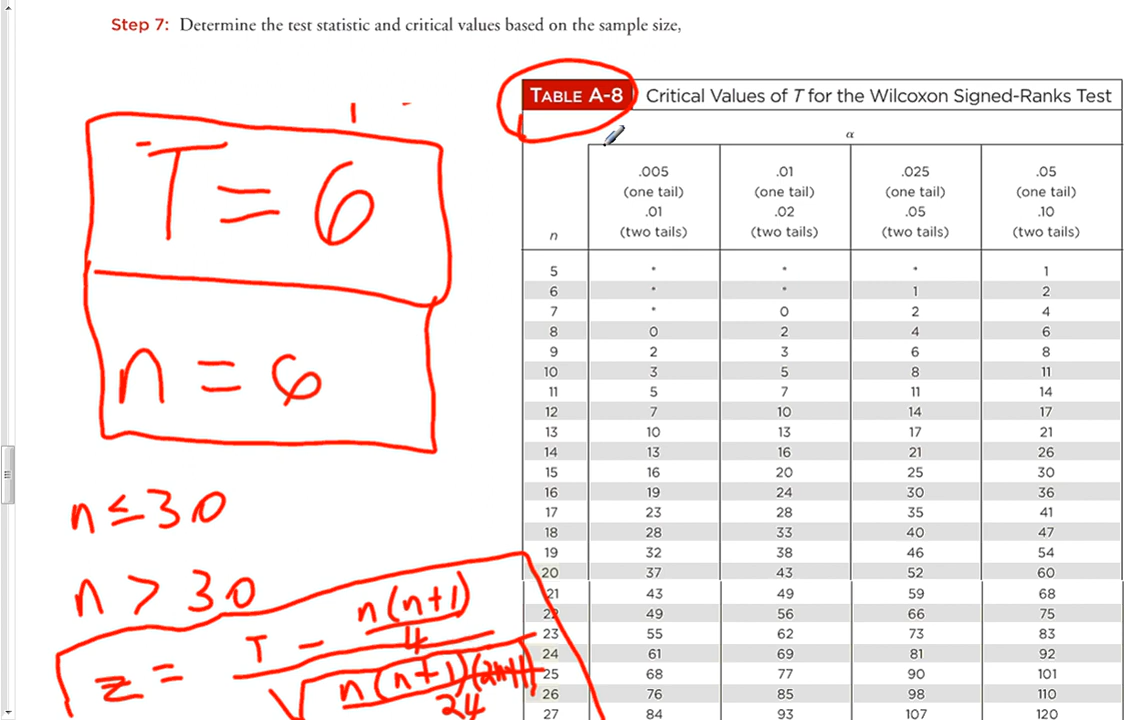 Step 7: Determine the test statistic and critical values based on the sample size,
TABLE A-8 Critical Values of T for the Wilcoxon Signed-Ranks Test
α
.005 .01 .025 .05
(one tail) (one tail) (one tail) (one tail)
.01 .02 .05 .10
n (two tails) (two tails) (two tails) (two tails)
5 * * * 1
6 * * 1 2
7 * 0 2 4
8 0 2 4 6
9 2 3 6 8
10 3 5 8 11
11 5 7 11 14
12 7 10 14 17
13 10 13 17 21
14 13 16 21 26
15 16 20 25 30
16 19 24 30 36
17 23 28 35 41
18 28 33 40 47
19 32 38 46 54
20 37 43 52 60
21 43 49 59 68
22 49 56 66 75
23 55 62 73 83
24 61 69 81 92
25 68 77 90 101
26 76 85 98 110
27 84 93 107 120
T = 6
n = 6
n ≤ 30
n > 30
z = (T - n(n+1)/4) / √(n(n+1)(2n+1)/24)